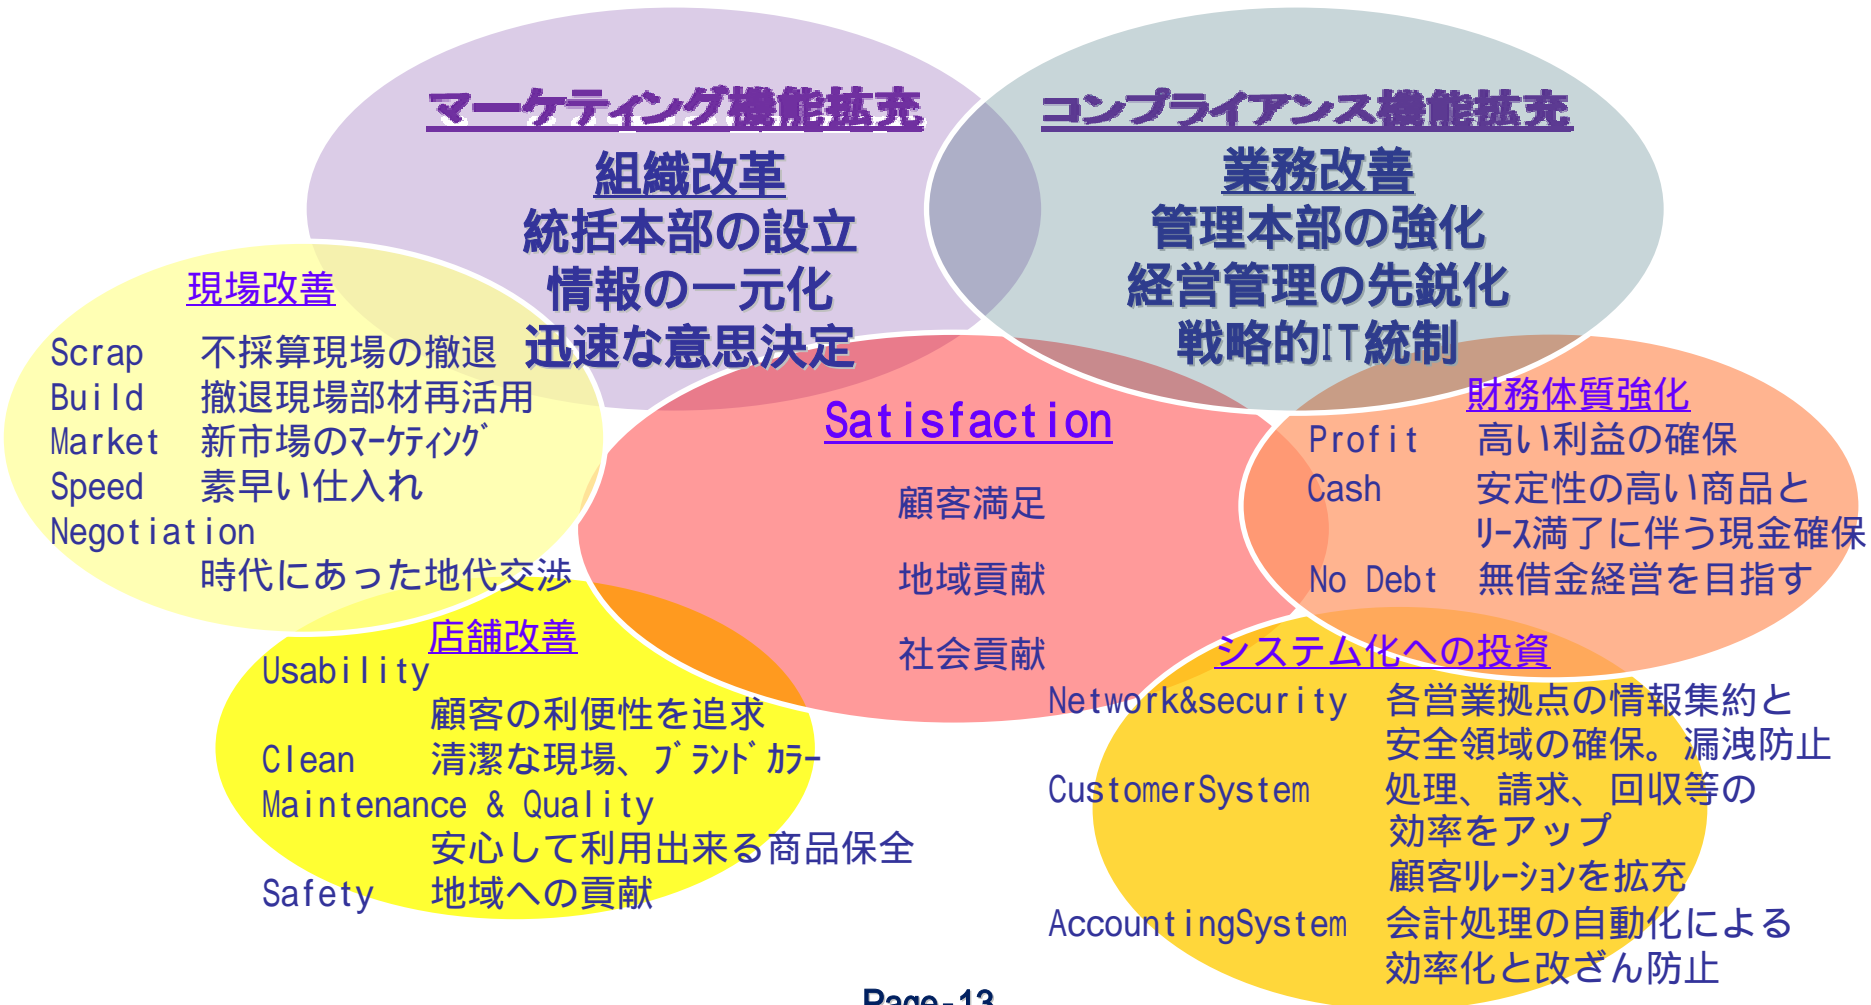 マーケティング機能拡充
組織改革
統括本部の設立
情報の一元化
迅速な意思決定
コンプライアンス機能拡充
業務改善
管理本部の強化
経営管理の先鋭化
戦略的IT統制
現場改善
Scrap 不採算現場の撤退
Build 撤退現場部材再活用
Market 新市場のﾏｰｹﾃｨﾝｸﾞ
Speed 素早い仕入れ
Negotiation
時代にあった地代交渉
Satisfaction
顧客満足
地域貢献
社会貢献
財務体質強化
Profit 高い利益の確保
Cash 安定性の高い商品と
ﾘｰｽ満了に伴う現金確保
No Debt 無借金経営を目指す
店舗改善
Usability
顧客の利便性を追求
Clean 清潔な現場、ﾌﾞﾗﾝﾄﾞｶﾗｰ
Maintenance & Quality
安心して利用出来る商品保全
Safety 地域への貢献
システム化への投資
Network&security 各営業拠点の情報集約と
安全領域の確保。漏洩防止
CustomerSystem 処理、請求、回収等の
効率をアップ
顧客ﾘﾚｰｼｮﾝを拡充
AccountingSystem 会計処理の自動化による
効率化と改ざん防止
Page-13